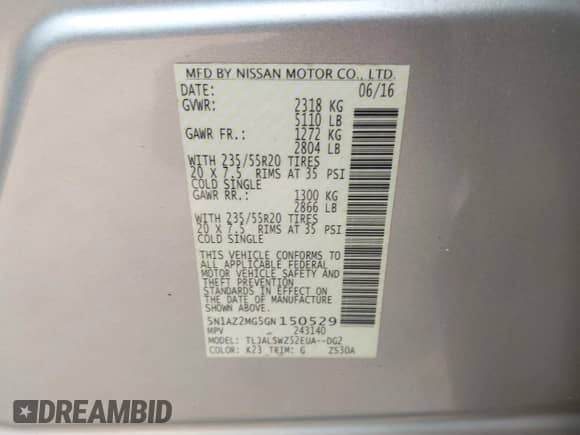 MFD BY NISSAN MOTOR CO., LTD.
DATE: 06/16
GVWR: 2318 KG
5110 LB
GAWR FR.: 1272 KG
2804 LB
WITH 235/55R20 TIRES
20 X 7.5 RIMS AT 35 PSI
COLD SINGLE
GAWR RR.: 1300 KG
2866 LB
WITH 235/55R20 TIRES
20 X 7.5 RIMS AT 35 PSI
COLD SINGLE
THIS VEHICLE CONFORMS TO
ALL APPLICABLE FEDERAL
MOTOR VEHICLE SAFETY AND
THEFT PREVENTION
STANDARDS IN EFFECT ON
THE DATE OF MANUFACTURE
SHOWN ABOVE.
5N1AZ2MG5GN150529
MPV 243140
MODEL: TLJALSWZ52EUA--DG2
COLOR: K23 TRIM: G Z530A
DREAMBID